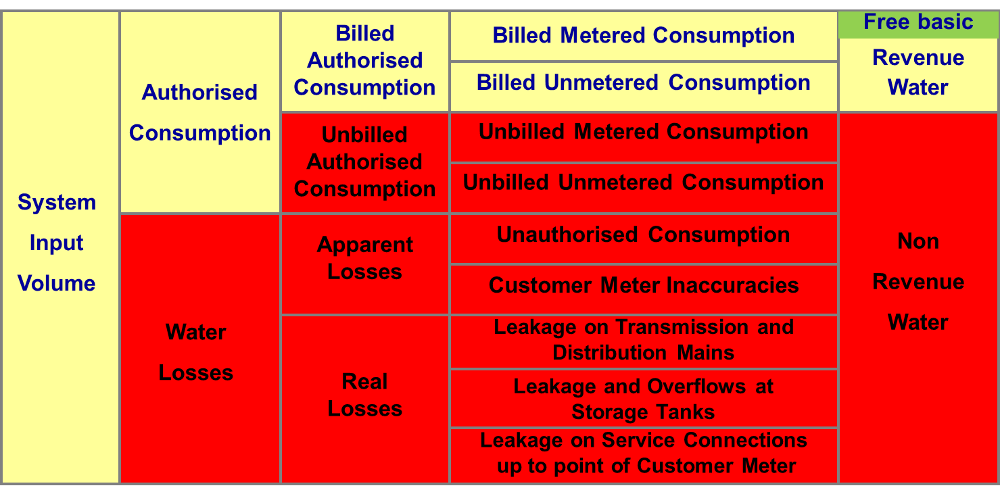 System
Input
Volume
Authorised
Consumption
Water
Losses
Billed
Authorised
Consumption
Unbilled
Authorised
Consumption
Apparent
Losses
Real
Losses
Billed Metered Consumption
Billed Unmetered Consumption
Unbilled Metered Consumption
Unbilled Unmetered Consumption
Unauthorised Consumption
Customer Meter Inaccuracies
Leakage on Transmission and
Distribution Mains
Leakage and Overflows at
Storage Tanks
Leakage on Service Connections
up to point of Customer Meter
Free basic
Revenue
Water
Non
Revenue
Water